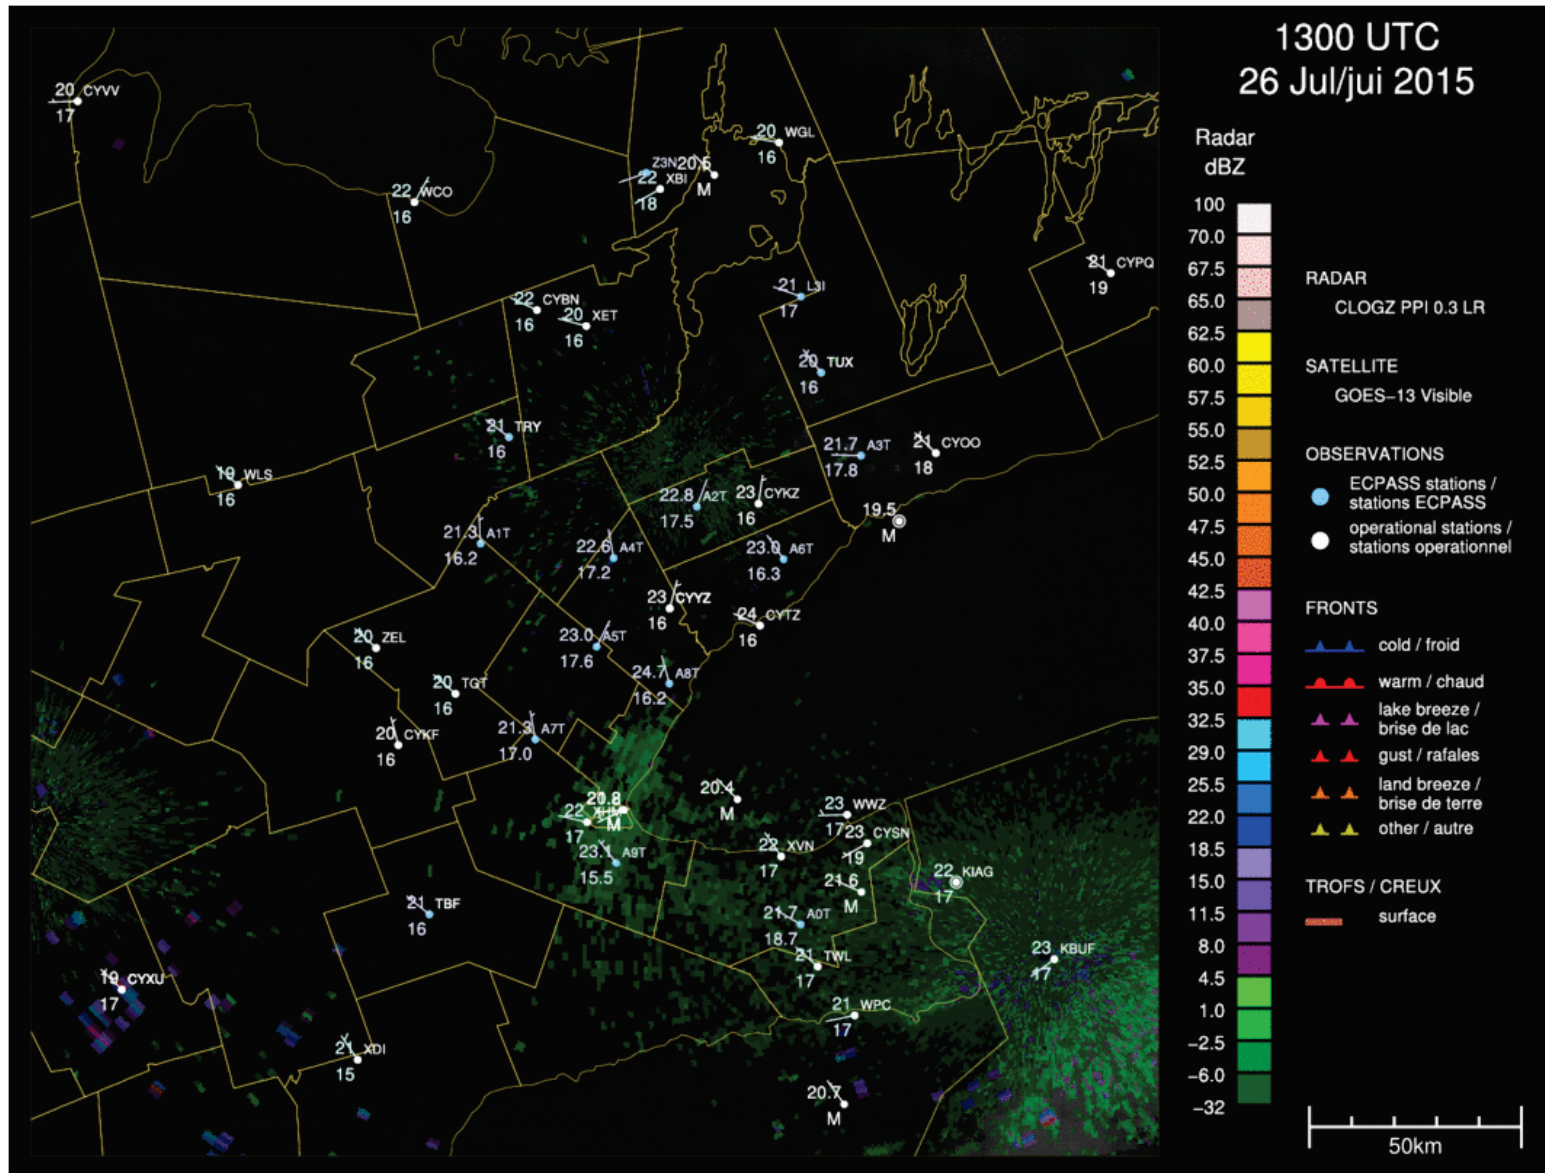 1300 UTC
26 Jul/jui 2015
Radar
dBZ
100
70.0
67.5
65.0
62.5
60.0
57.5
55.0
52.5
50.0
47.5
45.0
42.5
40.0
37.5
35.0
32.5
29.0
25.5
22.0
18.5
15.0
11.5
8.0
4.5
1.0
−2.5
−6.0
−32
RADAR
CLOGZ PPI 0.3 LR
SATELLITE
GOES−13 Visible
OBSERVATIONS
ECPASS stations /
stations ECPASS
operational stations /
stations operationnel
FRONTS
cold / froid
warm / chaud
lake breeze /
brise de lac
gust / rafales
land breeze /
brise de terre
other / autre
TROFS / CREUX
surface
50km
20 CYVV
17
20 WGL
16
Z3N
20.5
M
22 XBI
18
22 WCO
16
21 CYPQ
19
21 L3I
17
22 CYBN
16
20 XET
16
20 TUX
16
21 TRY
16
21.7 A3T
17.8
21 CYOO
18
19 WLS
16
22.8 A2T
17.5
23 CYKZ
16
19.5
M
21.3 A1T
16.2
22.6 A4T
17.2
23.0 A6T
16.3
23 CYYZ
16
24 CYTZ
16
20 ZEL
16
23.0 A5T
17.6
24.7 A8T
16.2
20 TGT
16
21.3 A7T
17.0
20 CYKF
16
20.4
M
22
17
M
23 WWZ
17
23 CYSN
19
23.1 A9T
15.5
22 XVN
17
22 KIAG
17
21.6
M
21 TBF
16
21.7 A0T
18.7
21 TWL
17
23 KBUF
17
19 CYXU
17
21 WPC
17
21 XDI
15
20.7
M